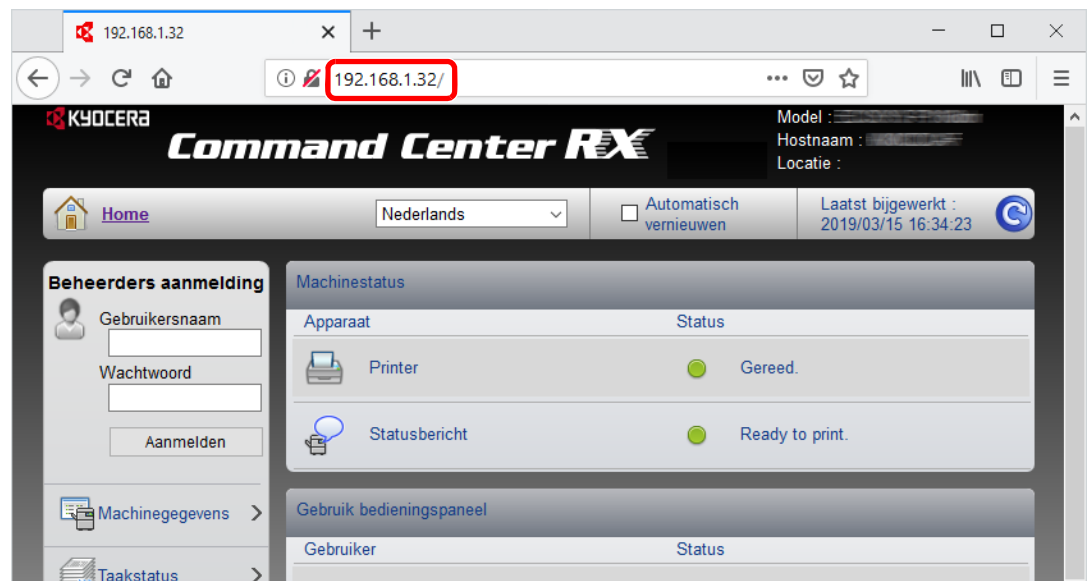 192.168.1.32
192.168.1.32/
KYOCERA
Command Center RX
Model :
Hostnaam :
Locatie :
Home
Nederlands
Automatisch
vernieuwen
Laatst bijgewerkt :
2019/03/15 16:34:23
Beheerders aanmelding
Gebruikersnaam
Wachtwoord
Aanmelden
Machinegegevens
Taakstatus
Machinestatus
Apparaat Status
Printer Gereed.
Statusbericht Ready to print.
Gebruik bedieningspaneel
Gebruiker Status